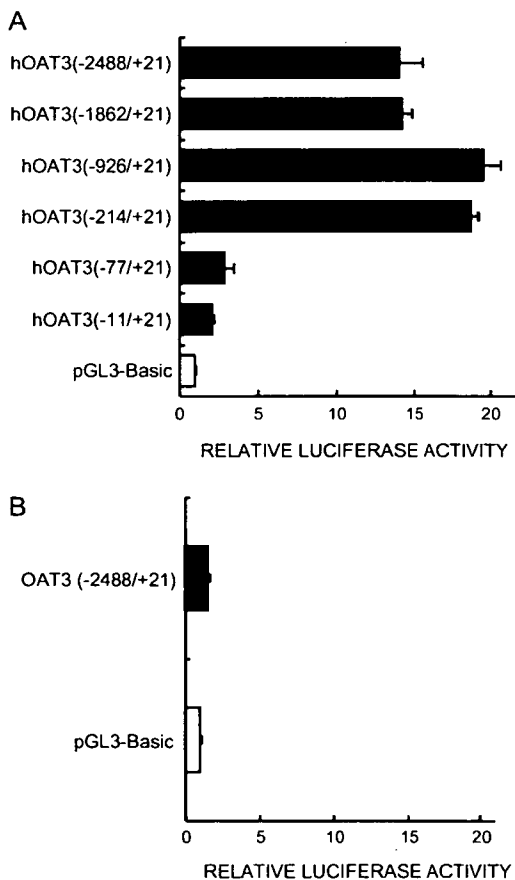 A
hOAT3(-2488/+21)
hOAT3(-1862/+21)
hOAT3(-926/+21)
hOAT3(-214/+21)
hOAT3(-77/+21)
hOAT3(-11/+21)
pGL3-Basic
0 5 10 15 20
RELATIVE LUCIFERASE ACTIVITY
B
OAT3 (-2488/+21)
pGL3-Basic
0 5 10 15 20
RELATIVE LUCIFERASE ACTIVITY